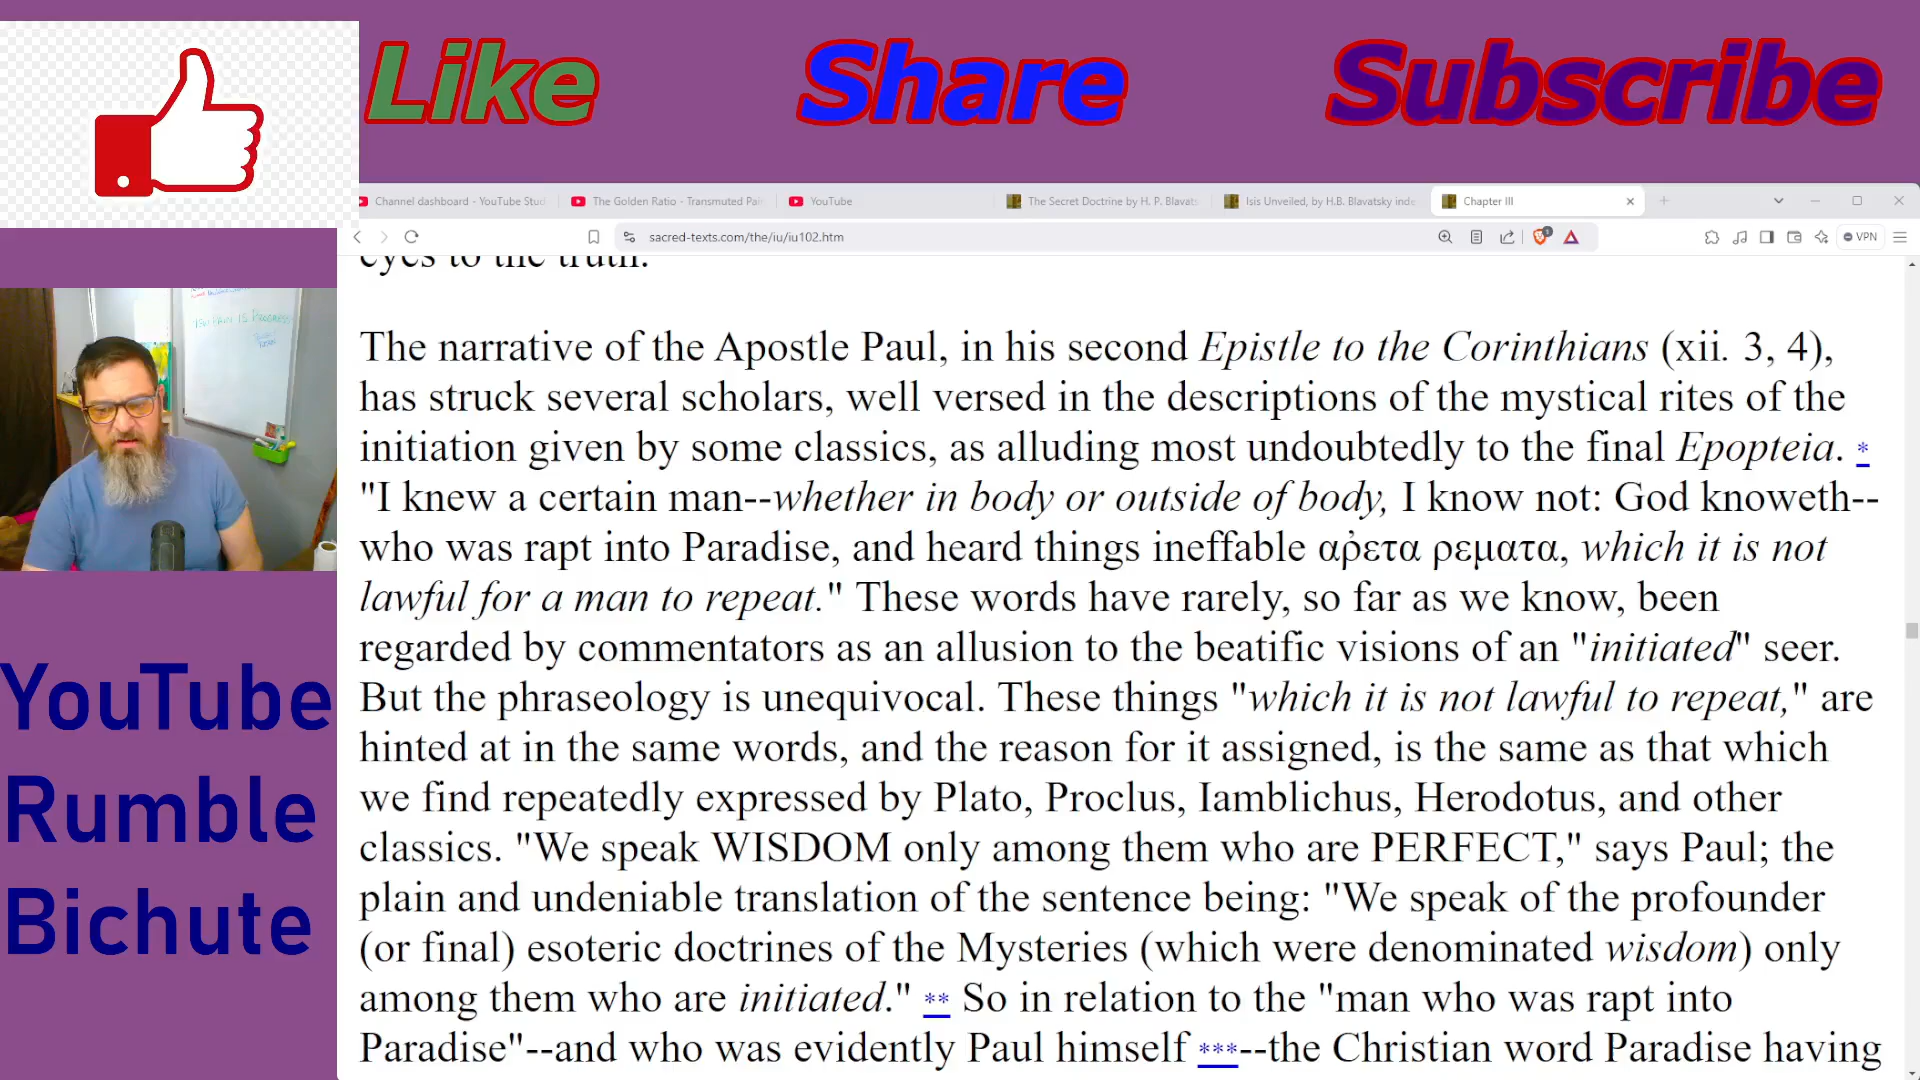 Like Share Subscribe
Channel dashboard - YouTube Stud
The Golden Ratio - Transmuted Pai
YouTube
The Secret Doctrine by H. P. Blavats
Isis Unveiled, by H.B. Blavatsky inde
Chapter III
sacred-texts.com/the/iu/iu102.htm
VPN
eyes to the truth.
The narrative of the Apostle Paul, in his second Epistle to the Corinthians (xii. 3, 4),
has struck several scholars, well versed in the descriptions of the mystical rites of the
initiation given by some classics, as alluding most undoubtedly to the final Epopteia. *
"I knew a certain man--whether in body or outside of body, I know not: God knoweth--
who was rapt into Paradise, and heard things ineffable αῤετα ρεματα, which it is not
lawful for a man to repeat." These words have rarely, so far as we know, been
regarded by commentators as an allusion to the beatific visions of an "initiated" seer.
But the phraseology is unequivocal. These things "which it is not lawful to repeat," are
hinted at in the same words, and the reason for it assigned, is the same as that which
we find repeatedly expressed by Plato, Proclus, Iamblichus, Herodotus, and other
classics. "We speak WISDOM only among them who are PERFECT," says Paul; the
plain and undeniable translation of the sentence being: "We speak of the profounder
(or final) esoteric doctrines of the Mysteries (which were denominated wisdom) only
among them who are initiated." ** So in relation to the "man who was rapt into
Paradise"--and who was evidently Paul himself ***--the Christian word Paradise having
YouTube
Rumble
Bichute